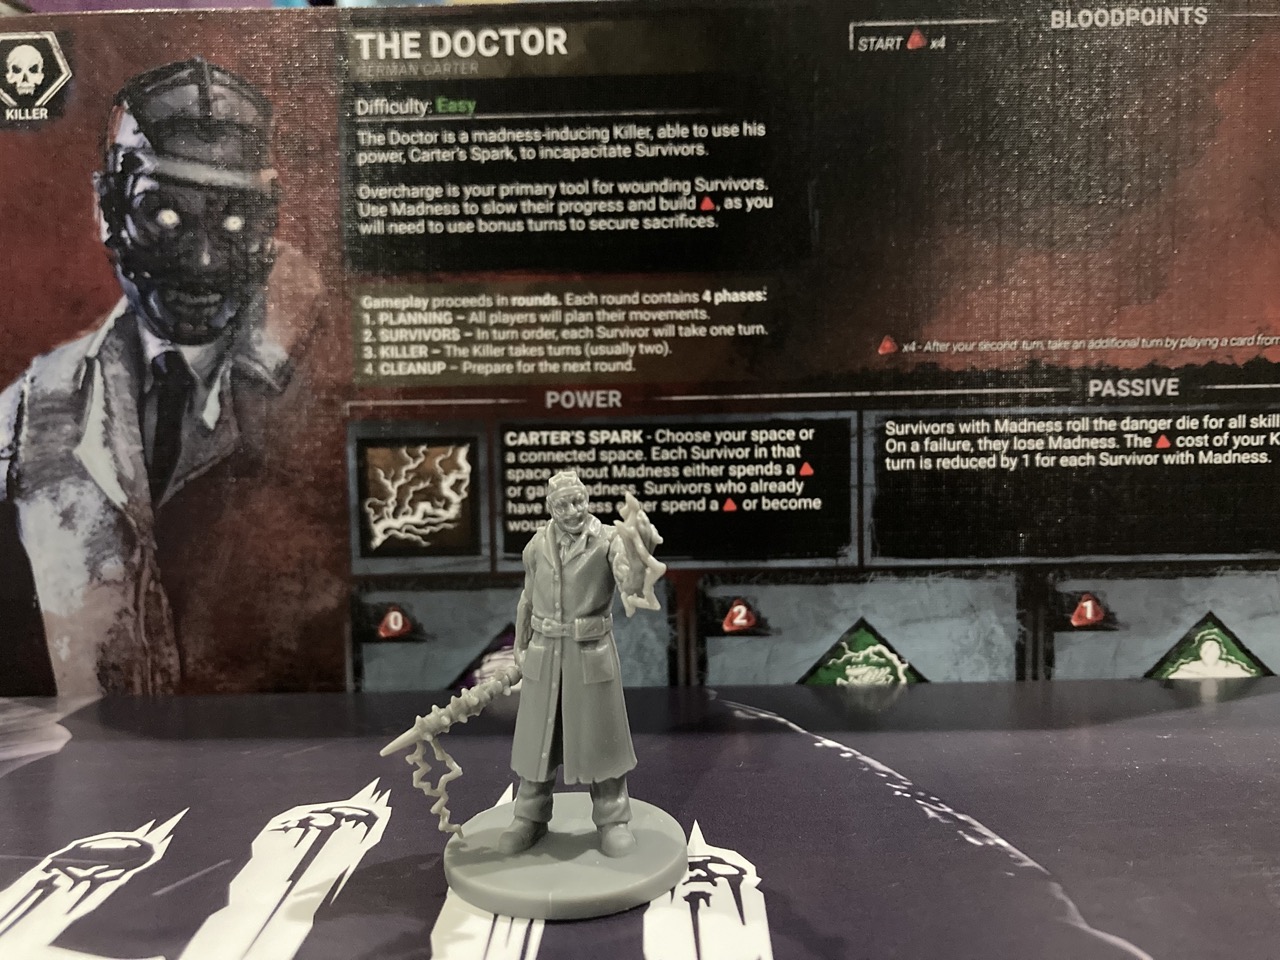 KILLER
THE DOCTOR
HERMAN CARTER
Difficulty: Easy
The Doctor is a madness-inducing Killer, able to use his
power, Carter's Spark, to incapacitate Survivors.
Overcharge is your primary tool for wounding Survivors.
Use Madness to slow their progress and build , as you
will need to use bonus turns to secure sacrifices.
Gameplay proceeds in rounds. Each round contains 4 phases:
1. PLANNING – All players will plan their movements.
2. SURVIVORS – In turn order, each Survivor will take one turn.
3. KILLER – The Killer takes turns (usually two).
4. CLEANUP – Prepare for the next round.
BLOODPOINTS
START x4
x4 - After your second turn, take an additional turn by playing a card from
POWER
CARTER'S SPARK - Choose your space or
a connected space. Each Survivor in that
space without Madness either spends a
or Madness. Survivors who already
have spend a or become
PASSIVE
Survivors with Madness roll the danger die for all skill
On a failure, they lose Madness. The cost of your
turn is reduced by 1 for each Survivor with Madness.
0
2
1